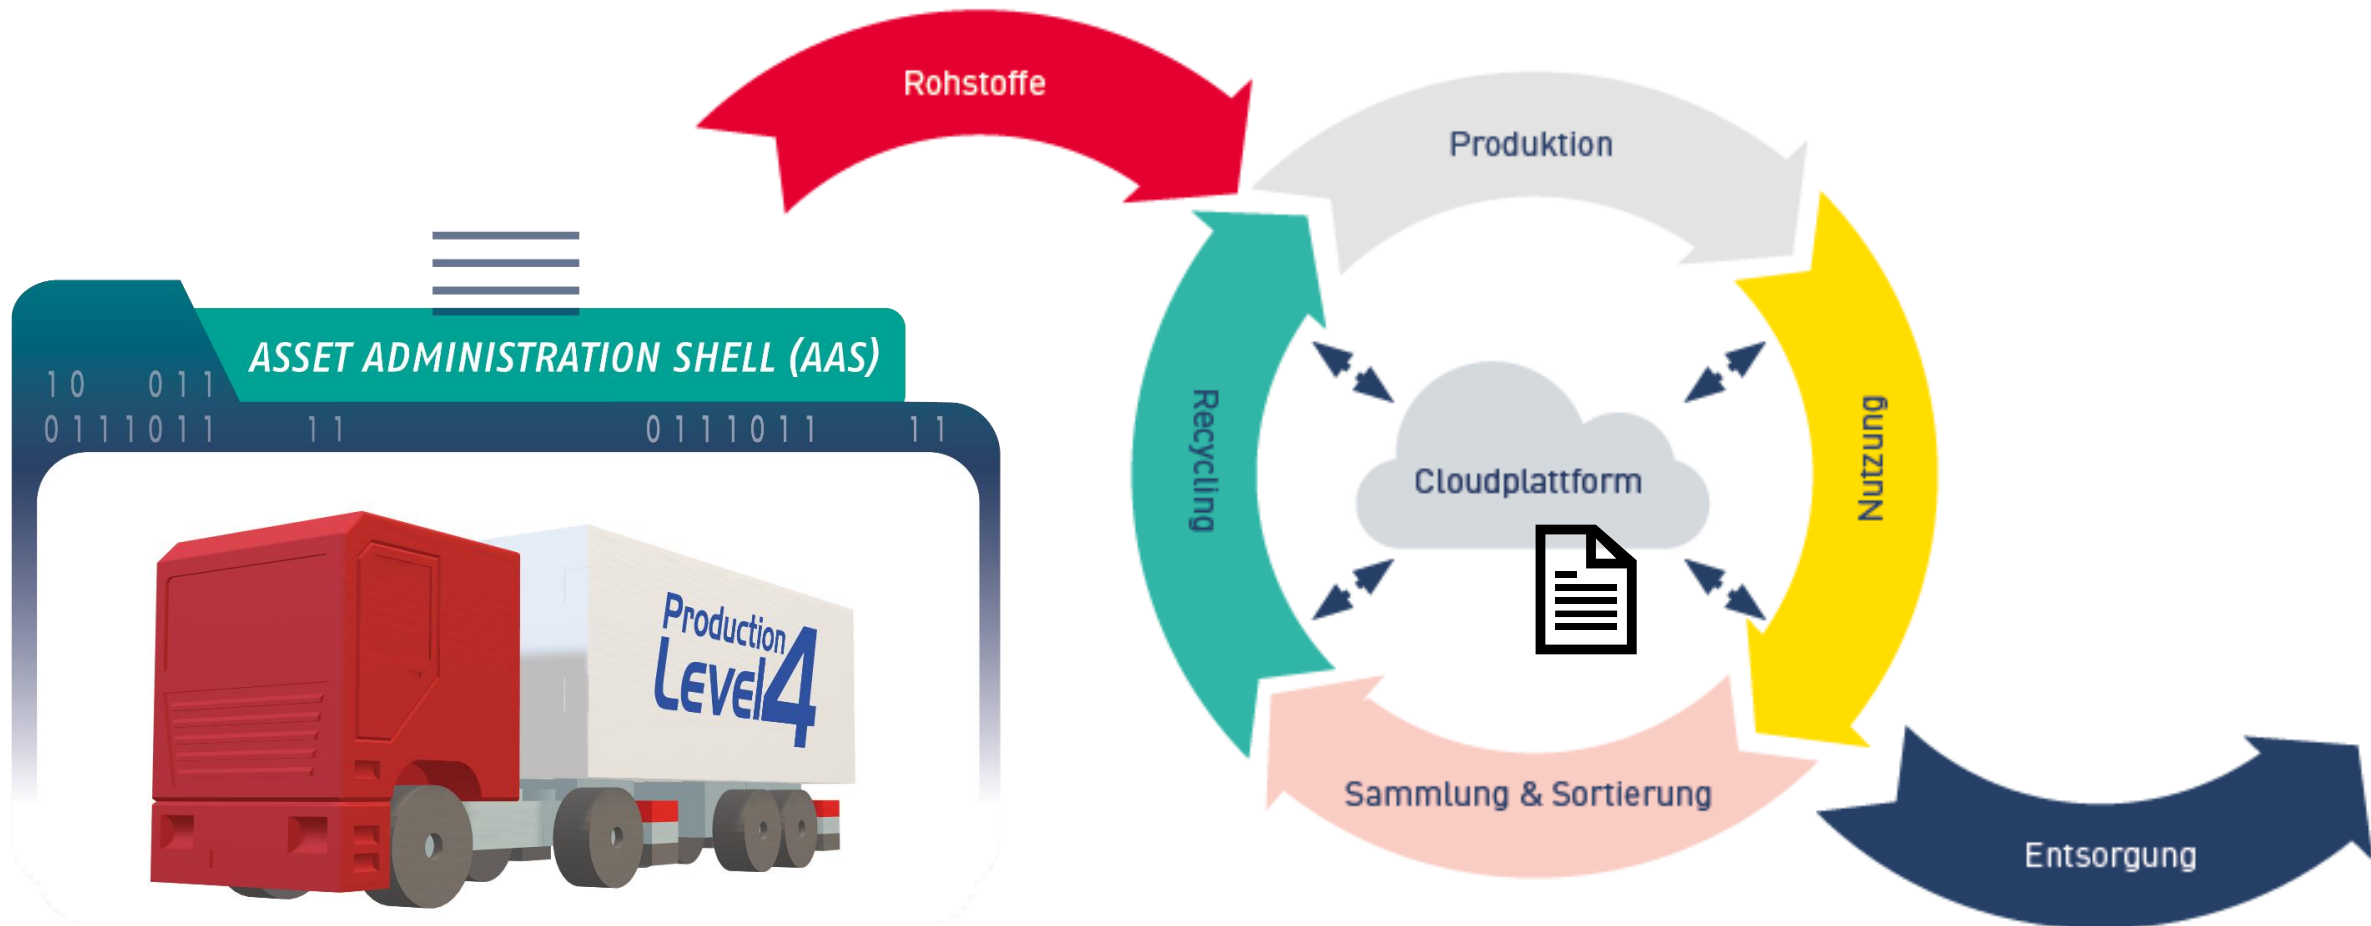 Rohstoffe
Produktion
ASSET ADMINISTRATION SHELL (AAS)
10 011
0111011 11 0111011 11
Recycling
Nutzung
Cloudplattform
Production
Level4
Sammlung & Sortierung
Entsorgung